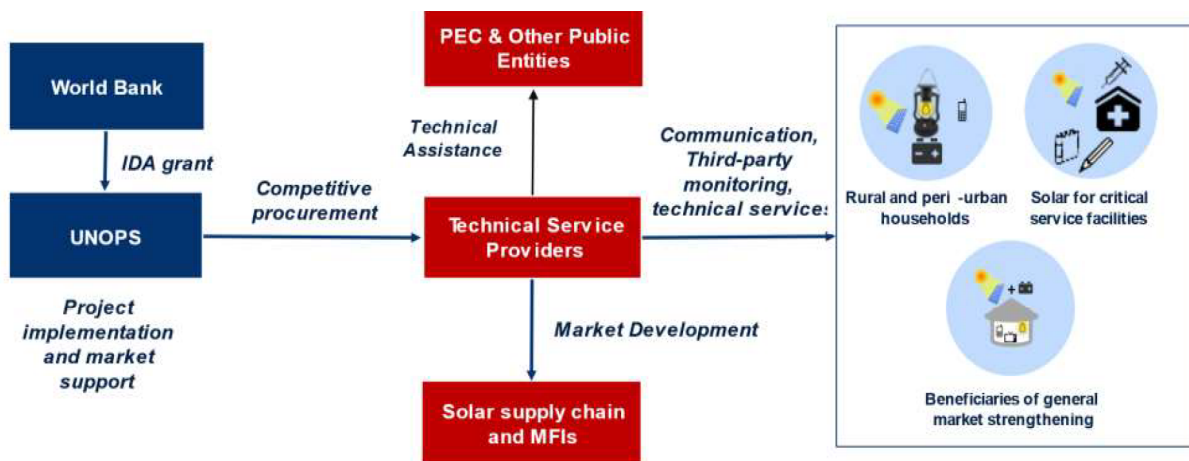 World Bank
IDA grant
UNOPS
Project
implementation
and market
support
Competitive
procurement
PEC & Other Public
Entities
Technical
Assistance
Technical Service
Providers
Market Development
Solar supply chain
and MFIs
Communication,
Third-party
monitoring,
technical services
Rural and peri -urban
households
Solar for critical
service facilities
Beneficiaries of general
market strengthening